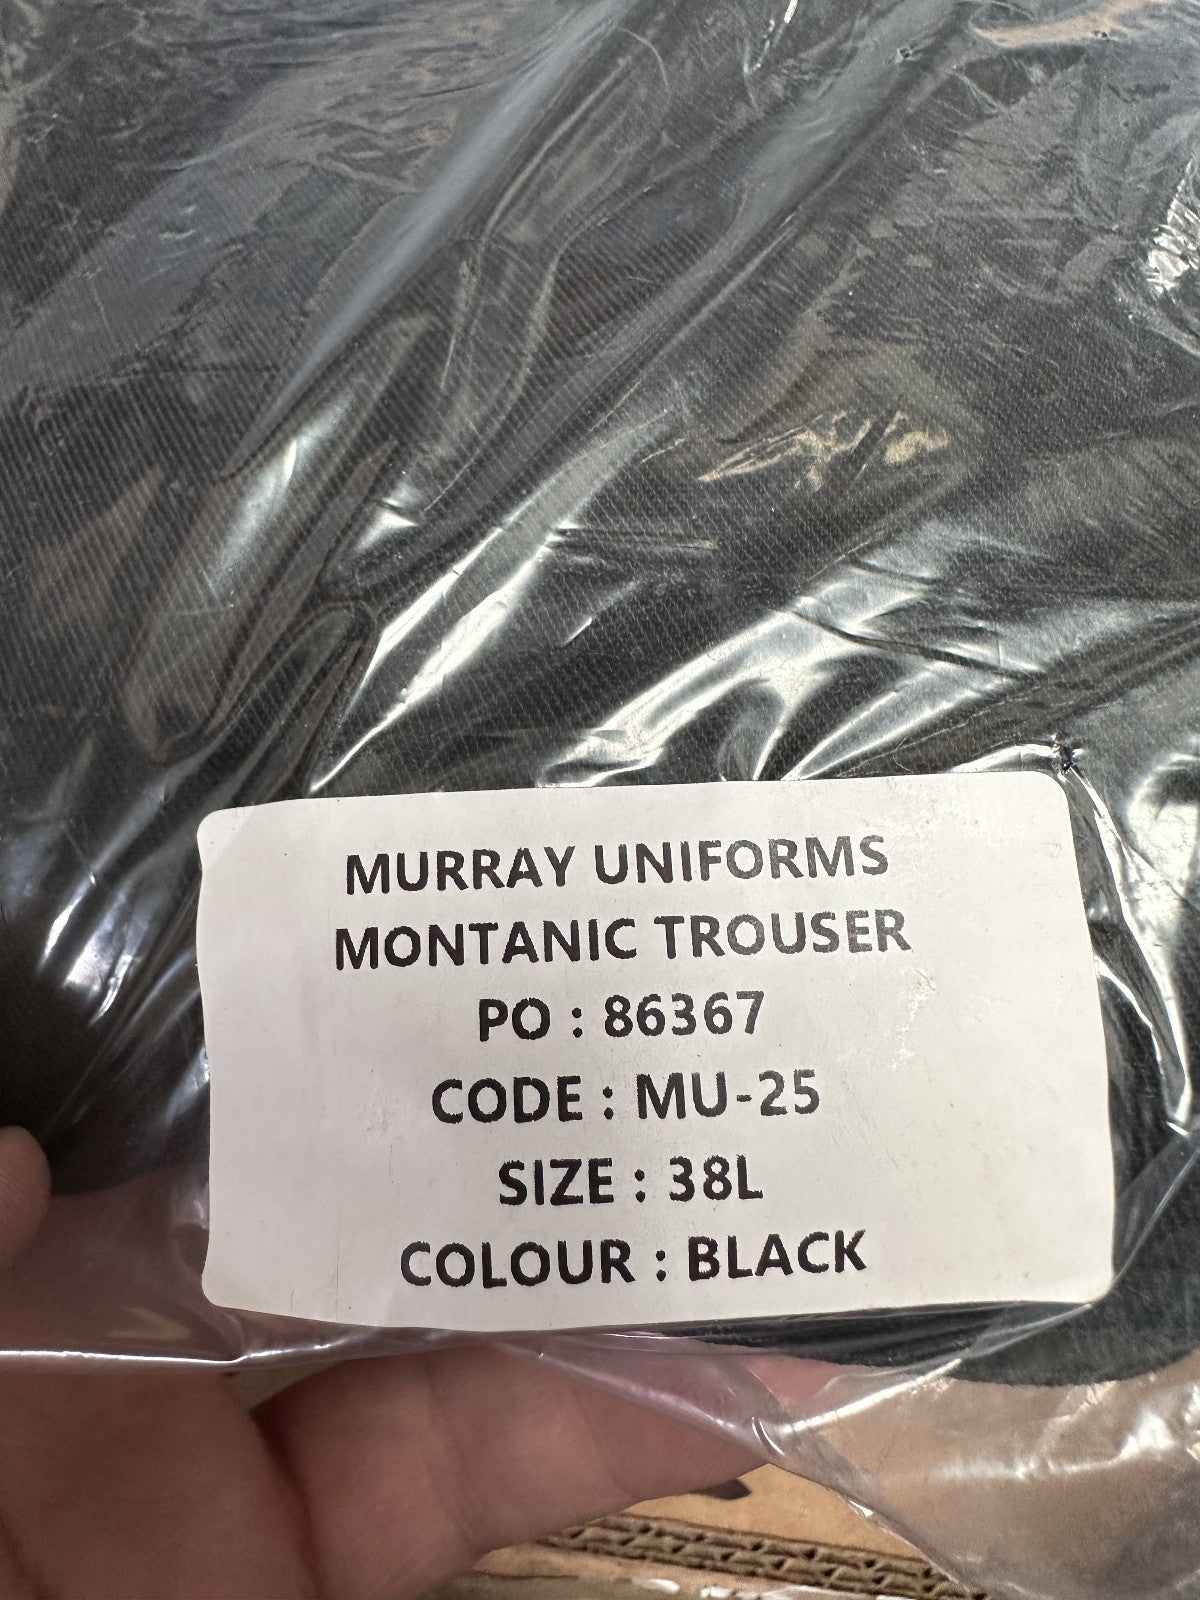 MURRAY UNIFORMS
MONTANIC TROUSER
PO : 86367
CODE : MU-25
SIZE : 38L
COLOUR : BLACK